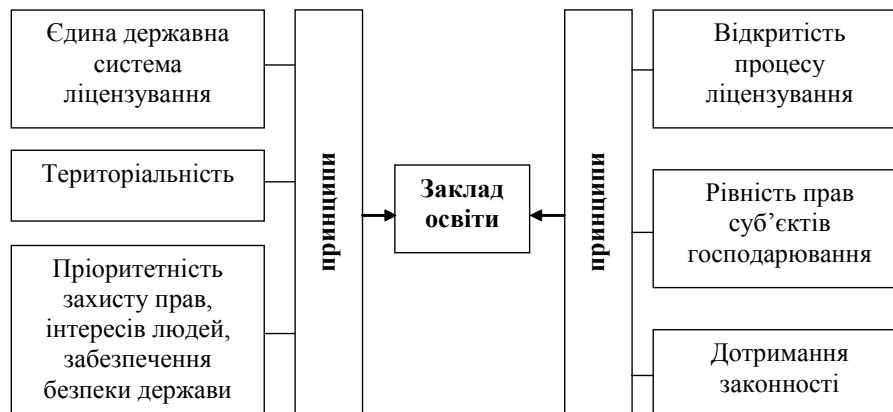 Єдина державна
система
ліцензування
Територіальність
Пріоритетність
захисту прав,
інтересів людей,
забезпечення
безпеки держави
принципи
Заклад
освіти
принципи
Відкритість
процесу
ліцензування
Рівність прав
суб’єктів
господарювання
Дотримання
законності